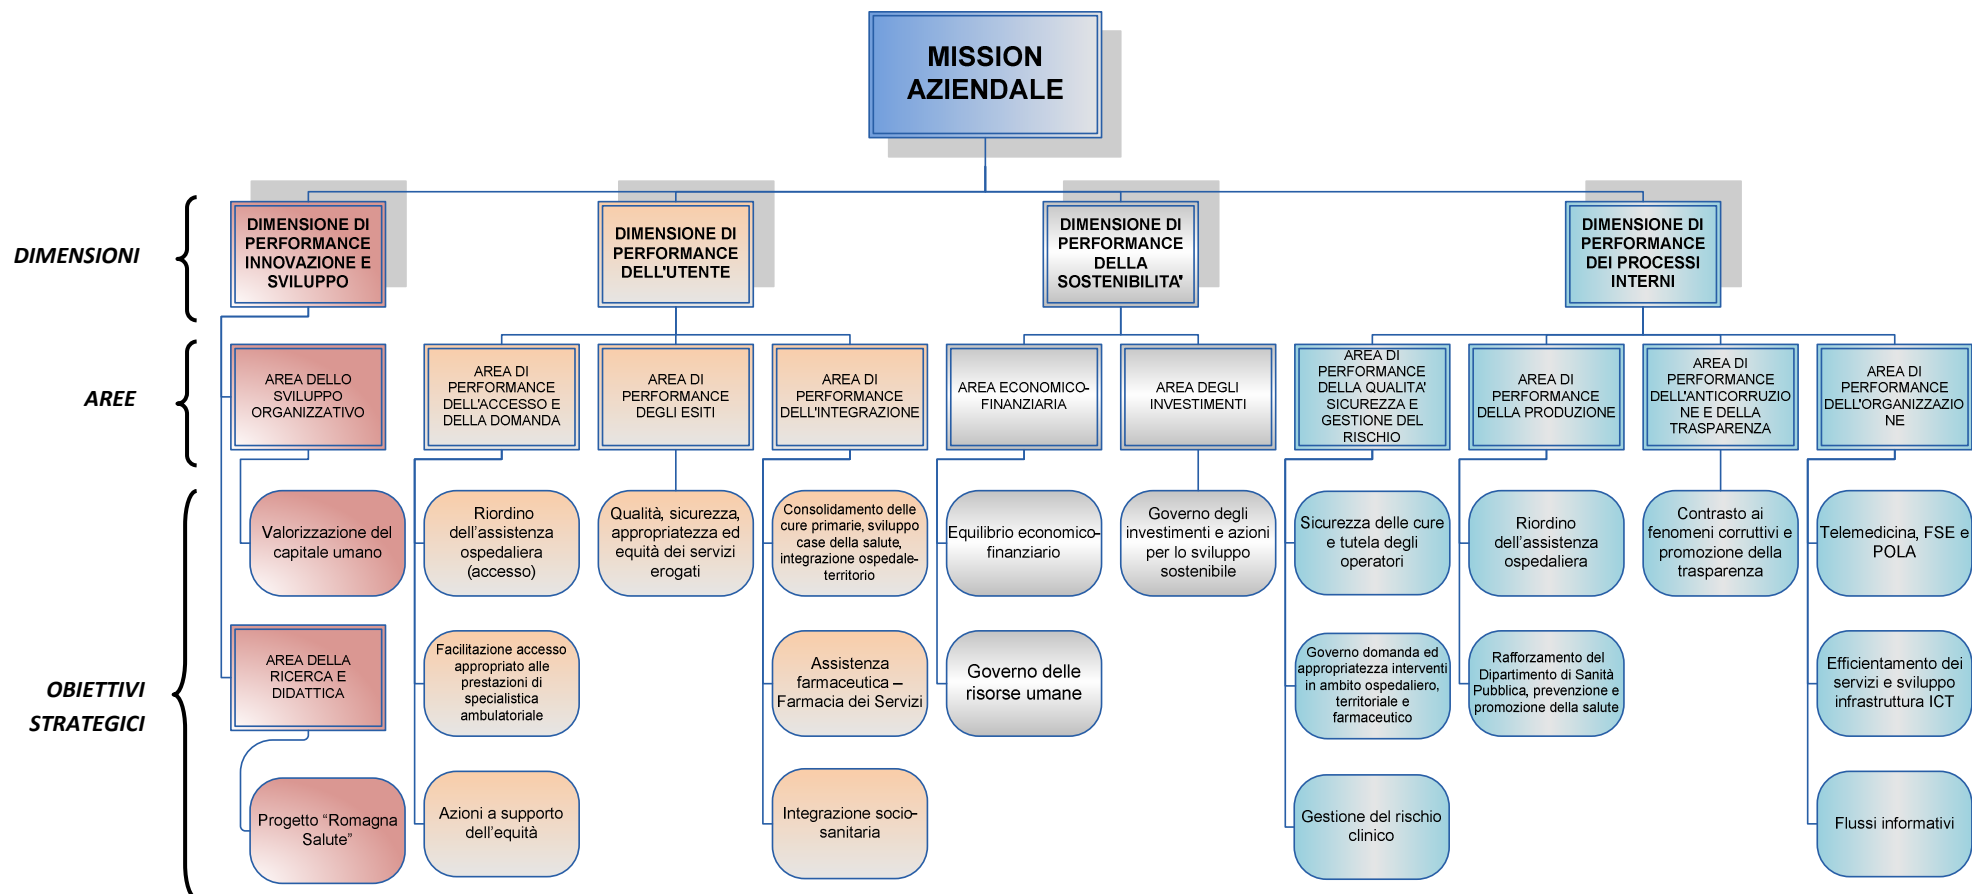 MISSION
AZIENDALE
DIMENSIONI
DIMENSIONE DI
PERFORMANCE
INNOVAZIONE E
SVILUPPO
DIMENSIONE DI
PERFORMANCE
DELL'UTENTE
DIMENSIONE DI
PERFORMANCE
DELLA
SOSTENIBILITA'
DIMENSIONE DI
PERFORMANCE
DEI PROCESSI
INTERNI
AREE
AREA DELLO
SVILUPPO
ORGANIZZATIVO
AREA DI
PERFORMANCE
DELL'ACCESSO E
DELLA DOMANDA
AREA DI
PERFORMANCE
DEGLI ESITI
AREA DI
PERFORMANCE
DELL'INTEGRAZIONE
AREA ECONOMICO-
FINANZIARIA
AREA DEGLI
INVESTIMENTI
AREA DI
PERFORMANCE
DELLA QUALITA'
SICUREZZA E
GESTIONE DEL
RISCHIO
AREA DI
PERFORMANCE
DELLA PRODUZIONE
AREA DI
PERFORMANCE
DELL'ANTICORRUZIO
NE E DELLA
TRASPARENZA
AREA DI
PERFORMANCE
DELL'ORGANIZZAZIO
NE
OBIETTIVI
STRATEGICI
Valorizzazione del
capitale umano
Riordino
dell’assistenza
ospedaliera
(accesso)
Qualità, sicurezza,
appropriatezza ed
equità dei servizi
erogati
Consolidamento delle
cure primarie, sviluppo
case della salute,
integrazione ospedale-
territorio
Equilibrio economico-
finanziario
Governo degli
investimenti e azioni
per lo sviluppo
sostenibile
Sicurezza delle cure
e tutela degli
operatori
Riordino
dell’assistenza
ospedaliera
Contrasto ai
fenomeni corruttivi e
promozione della
trasparenza
Telemedicina, FSE e
POLA
AREA DELLA
RICERCA E
DIDATTICA
Facilitazione accesso
appropriato alle
prestazioni di
specialistica
ambulatoriale
Assistenza
farmaceutica –
Farmacia dei Servizi
Governo delle
risorse umane
Governo domanda ed
appropriatezza interventi
in ambito ospedaliero,
territoriale e
farmaceutico
Rafforzamento del
Dipartimento di Sanità
Pubblica, prevenzione e
promozione della salute
Efficientamento dei
servizi e sviluppo
infrastruttura ICT
Progetto “Romagna
Salute”
Azioni a supporto
dell’equità
Integrazione socio-
sanitaria
Gestione del rischio
clinico
Flussi informativi